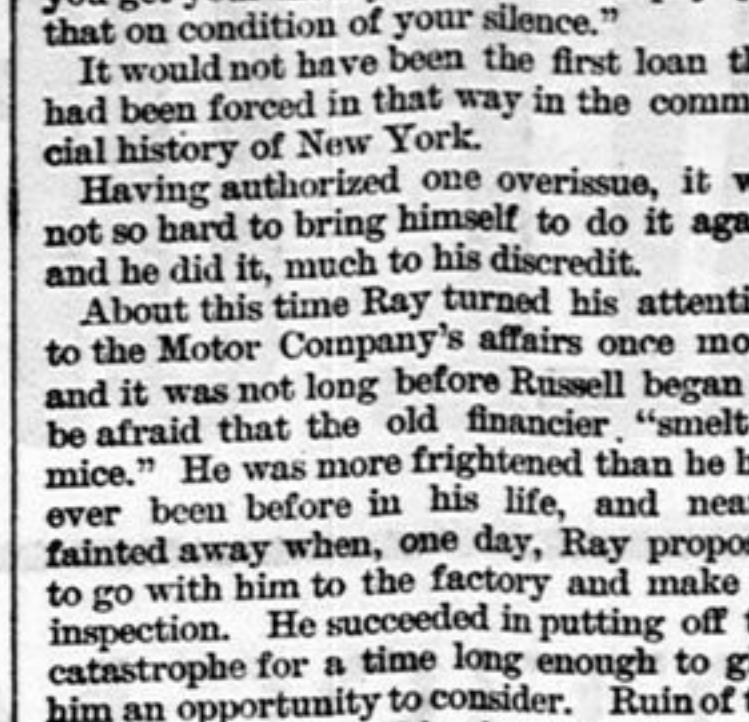 that on condition of your silence."
It would not have been the first loan
had been forced in that way in the comm
cial history of New York.
Having authorized one overissue, it
not so hard to bring himself to do it aga
and he did it, much to his discredit.
About this time Ray turned his attenti
to the Motor Company's affairs once mo
and it was not long before Russell began
be afraid that the old financier "smelt
mice." He was more frightened than he
ever been before in his life, and nea
fainted away when, one day, Ray propo
to go with him to the factory and make
inspection. He succeeded in putting off
catastrophe for a time long enough to
him an opportunity to consider. Ruin of